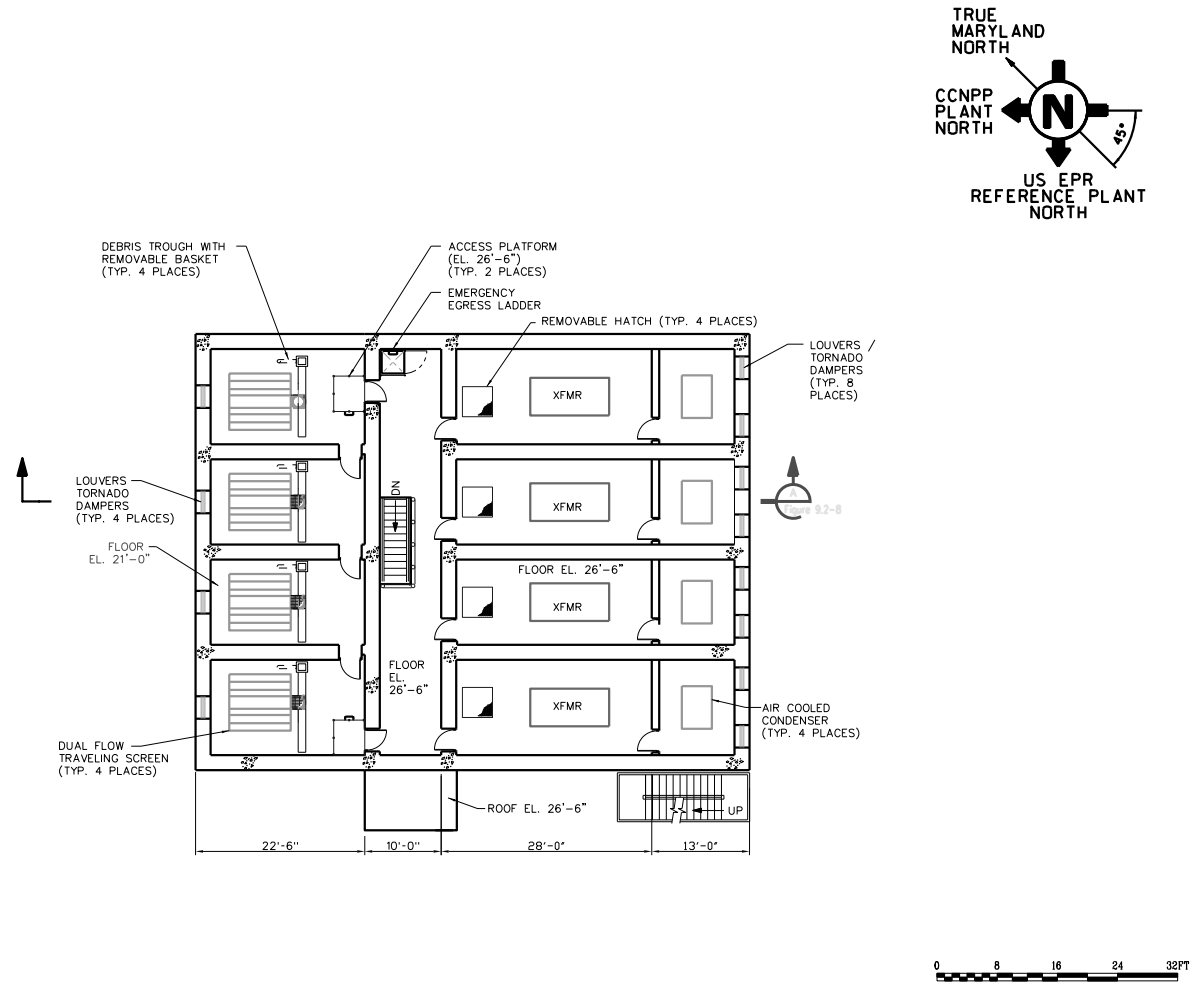 TRUE
MARYLAND
NORTH
CCNPP
PLANT
NORTH
N
45°
US EPR
REFERENCE PLANT
NORTH
DEBRIS TROUGH WITH
REMOVABLE BASKET
(TYP. 4 PLACES)
ACCESS PLATFORM
(EL. 26'-6")
(TYP. 2 PLACES)
EMERGENCY
EGRESS LADDER
REMOVABLE HATCH (TYP. 4 PLACES)
LOUVERS /
TORNADO
DAMPERS
(TYP. 8
PLACES)
XFMR
LOUVERS
TORNADO
DAMPERS
(TYP. 4 PLACES)
DN
XFMR
A
Figure 9.2-8
FLOOR
EL. 21'-0"
FLOOR EL. 26'-6"
XFMR
FLOOR
EL.
26'-6"
XFMR
AIR COOLED
CONDENSER
(TYP. 4 PLACES)
DUAL FLOW
TRAVELING SCREEN
(TYP. 4 PLACES)
ROOF EL. 26'-6"
UP
22'-6"
10'-0"
28'-0"
13'-0"
0 8 16 24 32FT